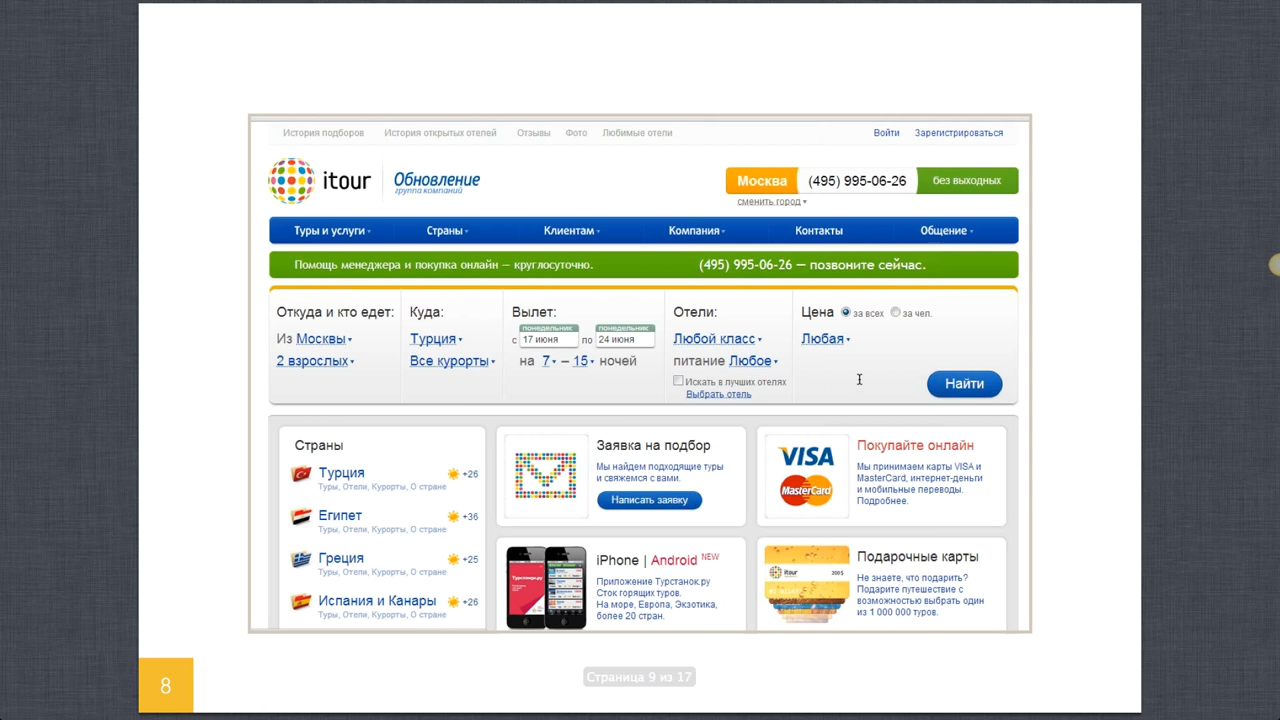 История подборов История открытых отелей Отзывы Фото Любимые отели Войти Зарегистрироваться
itour Обновление
группа компаний
Москва (495) 995-06-26 без выходных
сменить город
Туры и услуги Страны Клиентам Компания Контакты Общение
Помощь менеджера и покупка онлайн — круглосуточно. (495) 995-06-26 — позвоните сейчас.
Откуда и кто едет: Куда: Вылет: Отели: Цена за всех за чел.
понедельник понедельник
Из Москвы Турция с 17 июня по 24 июня Любой класс Любая
2 взрослых Все курорты на 7 – 15 ночей питание Любое
Искать в лучших отелях
Выбрать отель
Найти
Страны
Турция +26
Туры, Отели, Курорты, О стране
Египет +36
Туры, Отели, Курорты, О стране
Греция +25
Туры, Отели, Курорты, О стране
Испания и Канары +26
Туры, Отели, Курорты, О стране
Заявка на подбор
Мы найдем подходящие туры
и свяжемся с вами.
Написать заявку
VISA
MasterCard
Покупайте онлайн
Мы принимаем карты VISA и
MasterCard, интернет-деньги
и мобильные переводы.
Подробнее.
Турстанок.ру
iPhone | Android NEW
Приложение Турстанок.ру
Сток горящих туров.
На море, Европа, Экзотика,
более 20 стран.
itour 200$
Подарочные карты
Не знаете, что подарить?
Подарите путешествие с
возможностью выбрать один
из 1 000 000 туров.
8
Страница 9 из 17